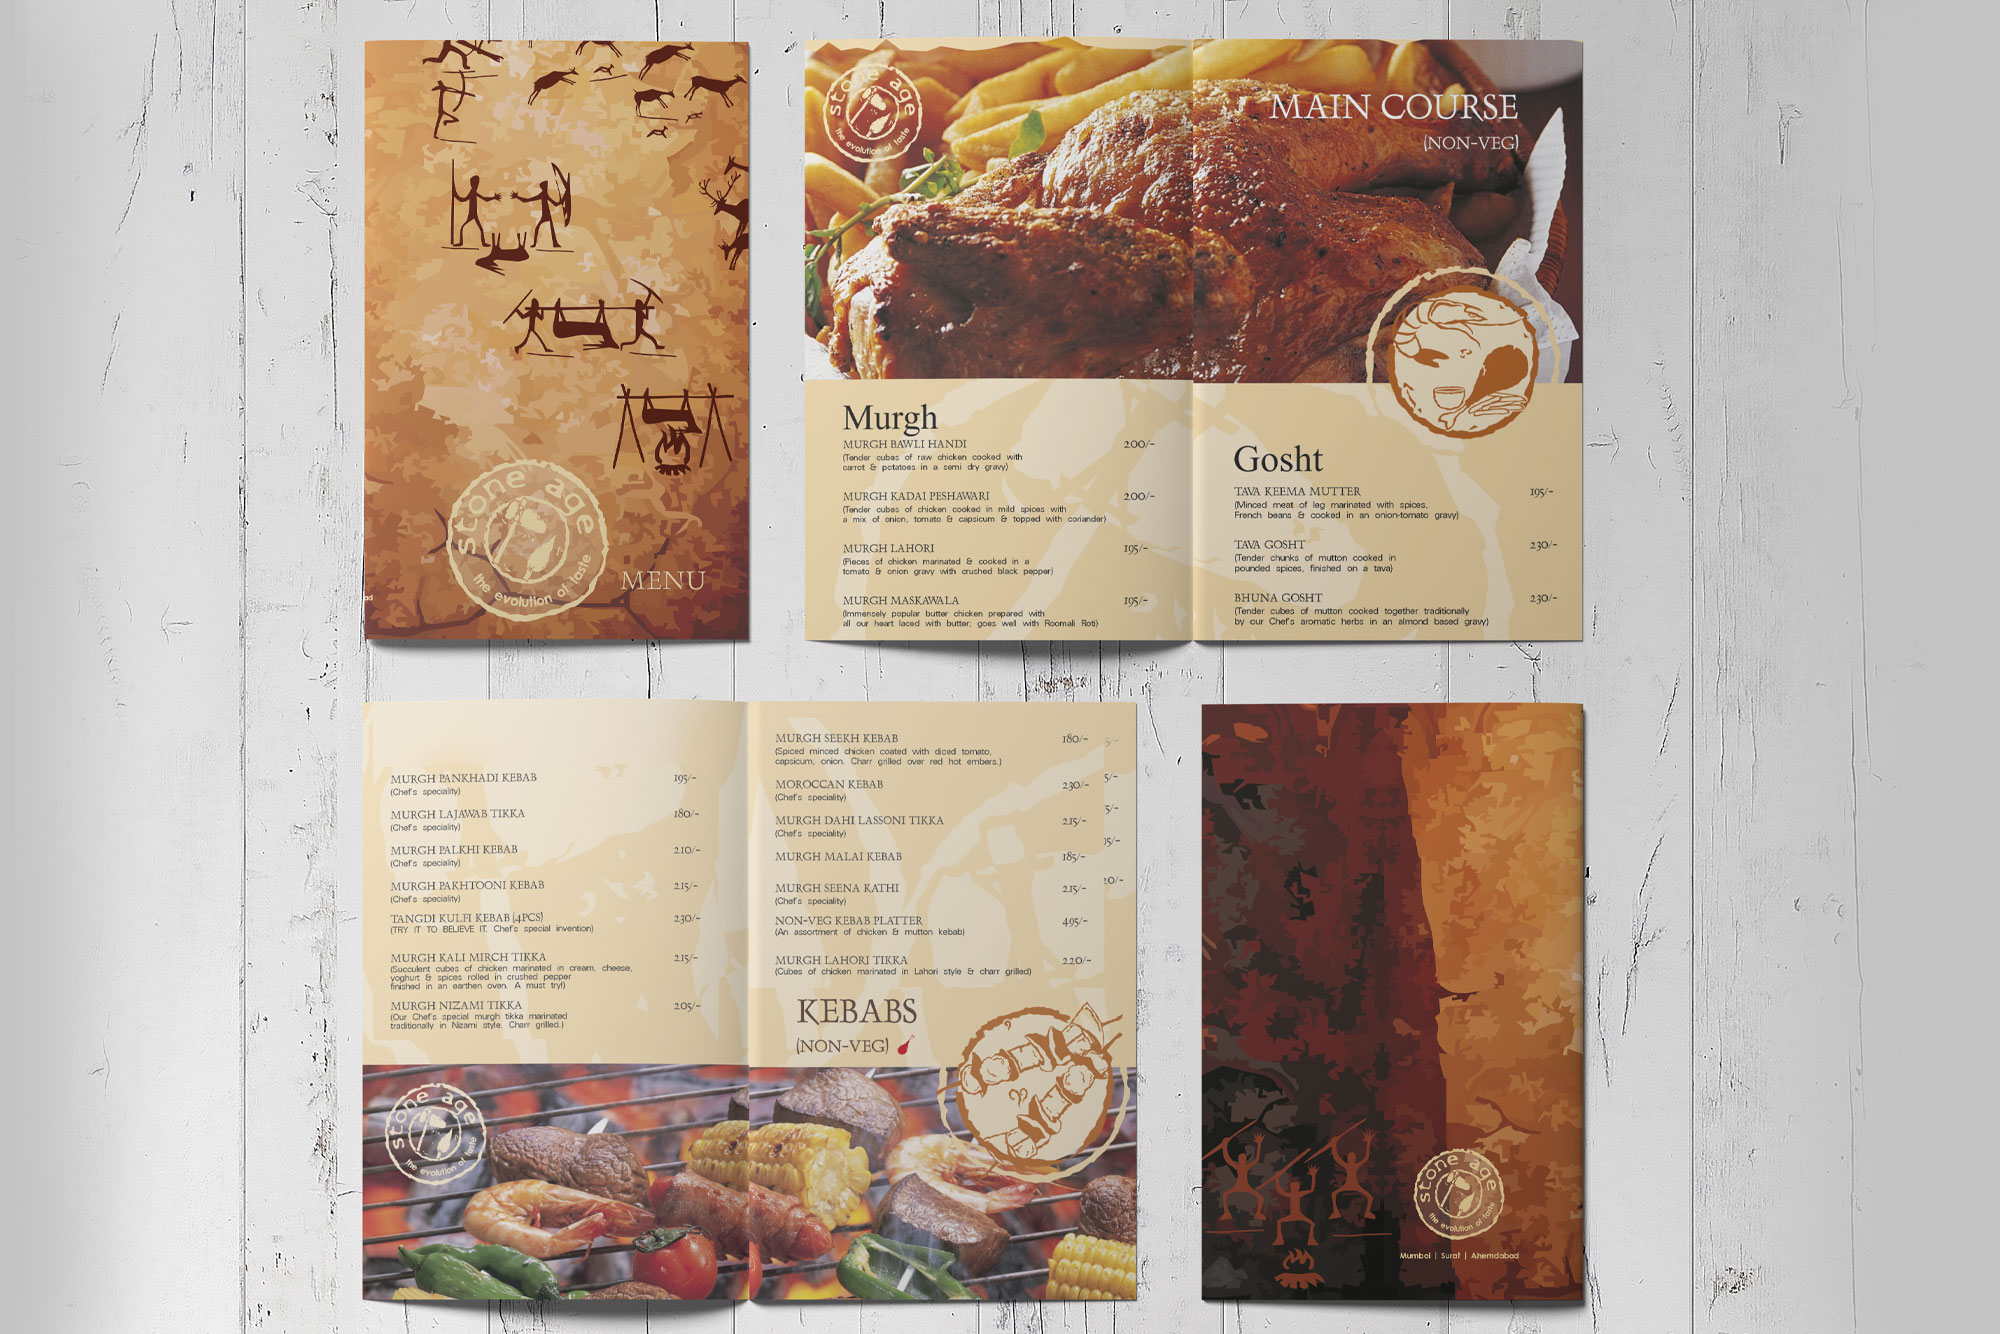 stone age
the evolution of taste
MENU
stone age
the evolution of taste
MAIN COURSE
(NON-VEG)
Murgh
MURGH BAWLI HANDI 200/-
(Tender cubes of raw chicken cooked with
carrot & potatoes in a semi dry gravy)
MURGH KADAI PESHAWARI 200/-
(Tender cubes of chicken cooked in mild spices with
a mix of onion, tomato & capsicum & topped with coriander)
MURGH LAHORI 195/-
(Pieces of chicken marinated & cooked in a
tomato & onion gravy with crushed black pepper)
MURGH MASKAWALA 195/-
(Immensely popular butter chicken prepared with
all our heart laced with butter; goes well with Roomali Roti)
Gosht
TAVA KEEMA MUTTER 195/-
(Minced meat of leg marinated with spices,
French beans & cooked in an onion-tomato gravy)
TAVA GOSHT 230/-
(Tender chunks of mutton cooked in
pounded spices, finished on a tava)
BHUNA GOSHT 230/-
(Tender cubes of mutton cooked together traditionally
by our Chef's aromatic herbs in an almond based gravy)
MURGH PANKHADI KEBAB 195/-
(Chef's speciality)
MURGH LAJAWAB TIKKA 180/-
(Chef's speciality)
MURGH PALKHI KEBAB 210/-
(Chef's speciality)
MURGH PAKHTOONI KEBAB 215/-
(Chef's speciality)
TANGDI KULFI KEBAB (4PCS) 230/-
(TRY IT TO BELIEVE IT. Chef's special invention)
MURGH KALI MIRCH TIKKA 215/-
(Succulent cubes of chicken marinated in cream, cheese,
yoghurt & spices rolled in crushed pepper
finished in an earthen oven. A must try!)
MURGH NIZAMI TIKKA 205/-
(Our Chef's special murgh tikka marinated
traditionally in Nizami style. Charr grilled.)
stone age
the evolution of taste
MURGH SEEKH KEBAB 180/- 5/-
(Spiced minced chicken coated with diced tomato,
capsicum, onion. Charr grilled over red hot embers.)
MOROCCAN KEBAB 230/- 5/-
(Chef's speciality)
MURGH DAHI LASSONI TIKKA 215/- 5/-
(Chef's speciality)
MURGH MALAI KEBAB 185/- 5/-
MURGH SEENA KATHI 215/- 20/-
(Chef's speciality)
NON-VEG KEBAB PLATTER 495/-
(An assortment of chicken & mutton kebab)
MURGH LAHORI TIKKA 220/-
(Cubes of chicken marinated in Lahori style & charr grilled)
KEBABS
(NON-VEG)
stone age
the evolution of taste
Mumbai | Surat | Ahemdabad